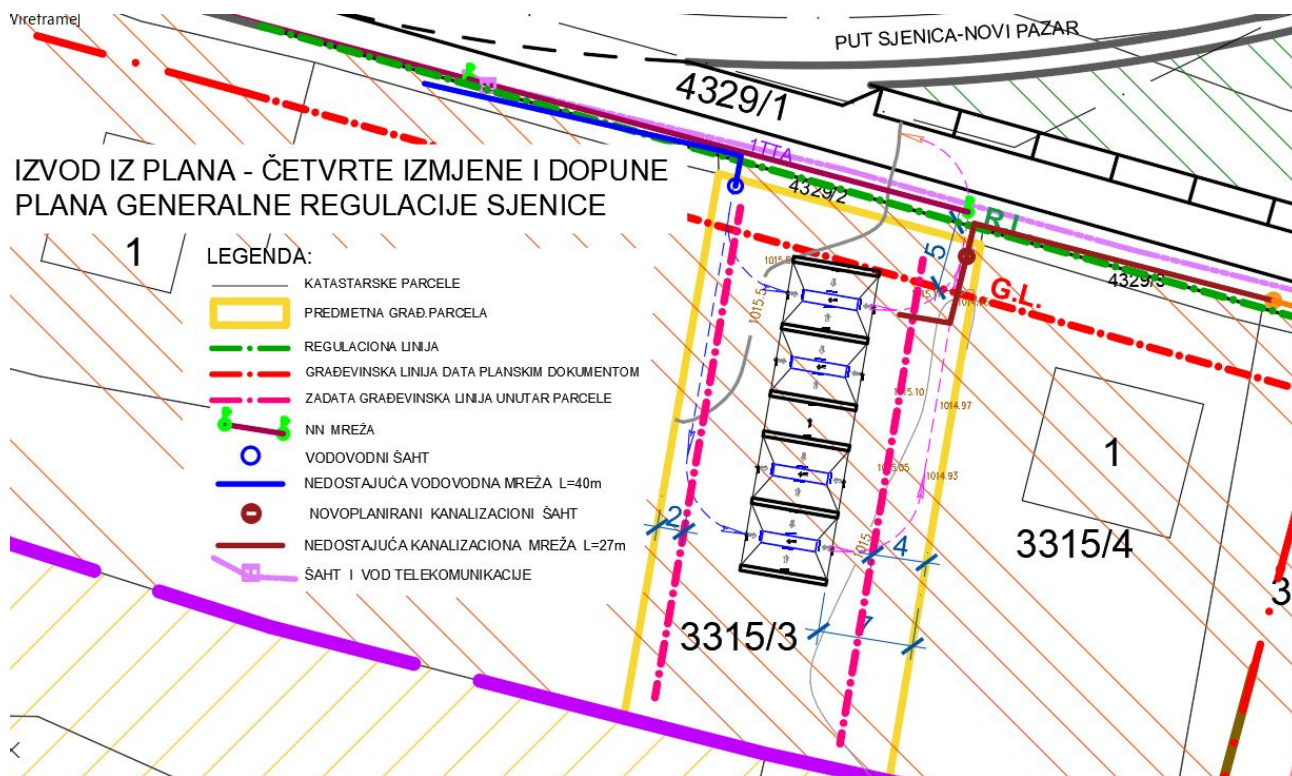 Wireframe]
PUT SJENICA-NOVI PAZAR
4329/1
1TTA
4329/2
IZVOD IZ PLANA - ČETVRTE IZMJENE I DOPUNE
PLANA GENERALNE REGULACIJE SJENICE
R I
5
G.L.
4329/3
1
LEGENDA:
KATASTARSKE PARCELE
PREDMETNA GRAĐ.PARCELA
REGULACIONA LINIJA
GRAĐEVINSKA LINIJA DATA PLANSKIM DOKUMENTOM
ZADATA GRAĐEVINSKA LINIJA UNUTAR PARCELE
NN MREŽA
VODOVODNI ŠAHT
NEDOSTAJUĆA VODOVODNA MREŽA L=40m
NOVOPLANIRANI KANALIZACIONI ŠAHT
NEDOSTAJUĆA KANALIZACIONA MREŽA L=27m
ŠAHT I VOD TELEKOMUNIKACIJE
1015.5
1015.10
1014.97
1015.05
1014.93
1015
2
4
7
1
3315/4
3315/3
3